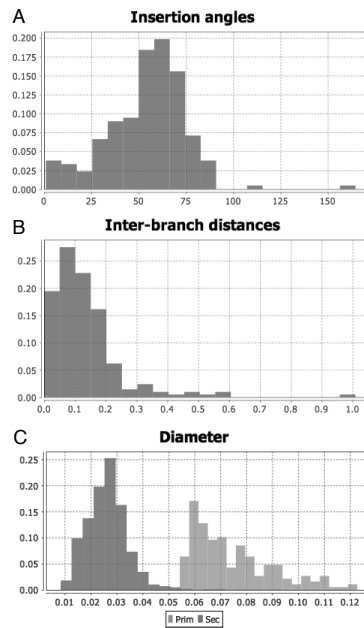 A
Insertion angles
0.200
0.175
0.150
0.125
0.100
0.075
0.050
0.025
0.000
25 50 75 100 125 150
B
Inter-branch distances
0.25
0.20
0.15
0.10
0.05
0.00
0.0 0.1 0.2 0.3 0.4 0.5 0.6 0.7 0.8 0.9 1.0
C
Diameter
0.25
0.20
0.15
0.10
0.05
0.00
0.01 0.02 0.03 0.04 0.05 0.06 0.07 0.08 0.09 0.10 0.11 0.12
Prim Sec